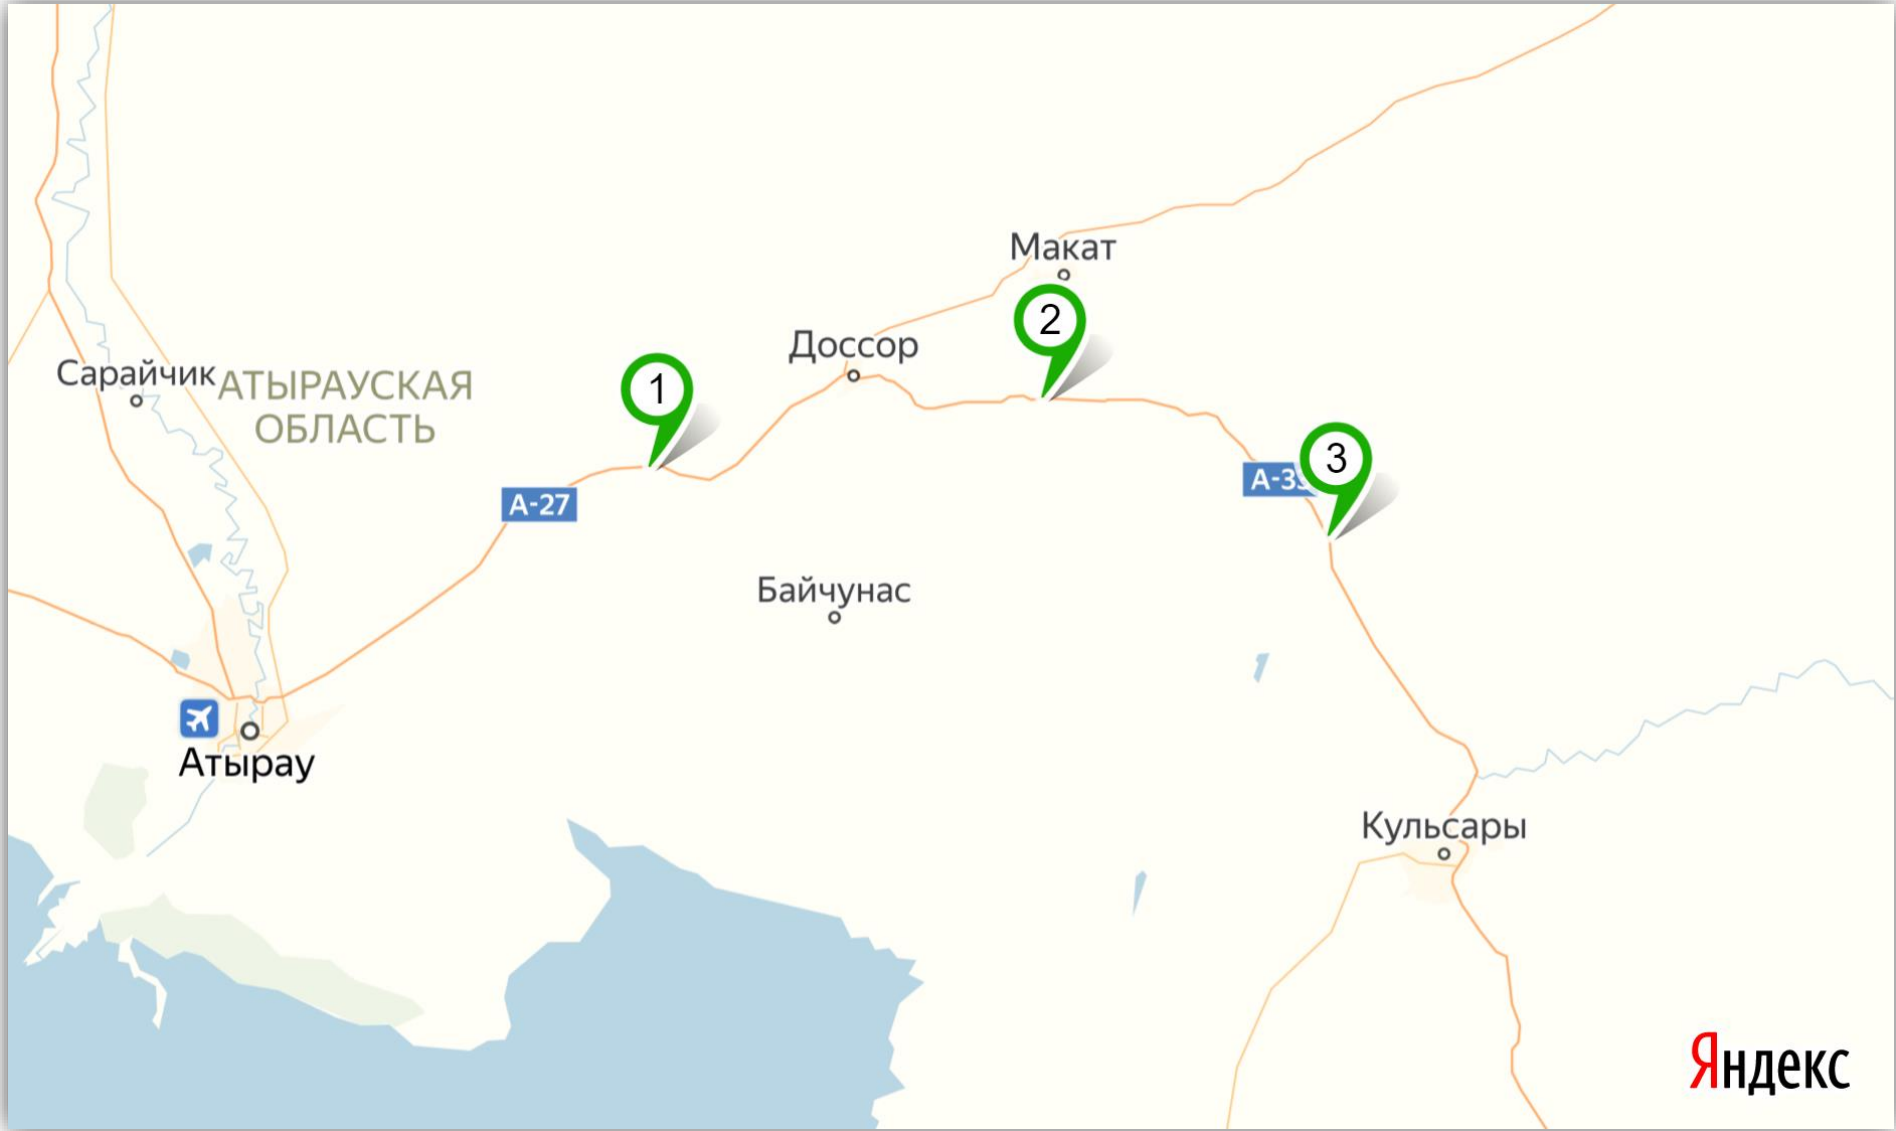 Макат
2
Доссор
1
Сарайчик
АТЫРАУСКАЯ
ОБЛАСТЬ
3
А-27
Байчунас
Атырау
Кульсары
Яндекс